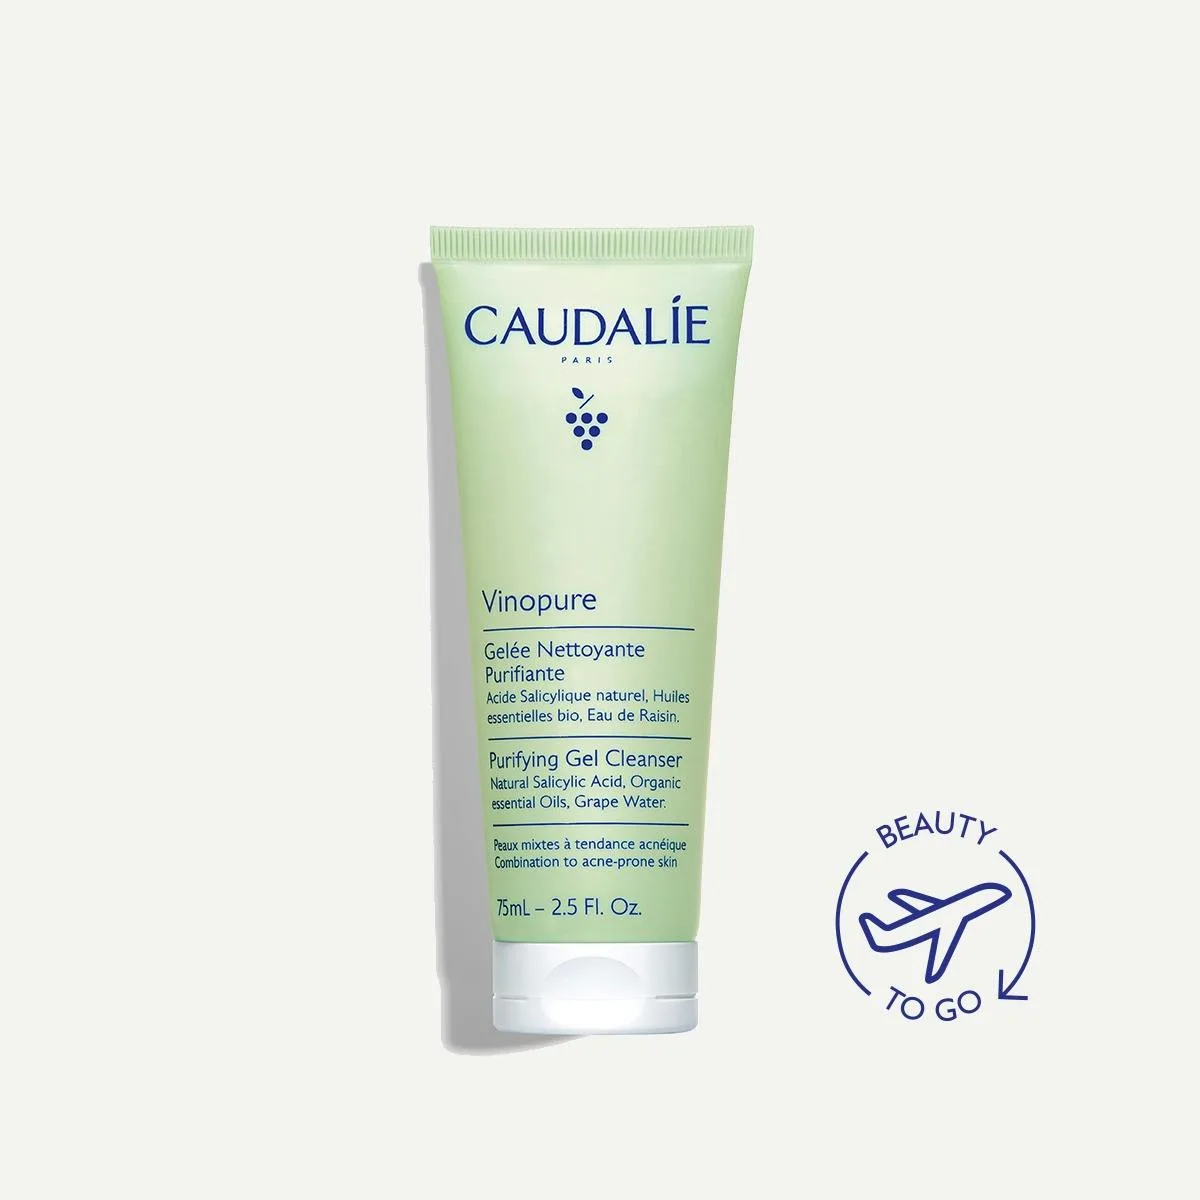 CAUDALÍE
PARIS
Vinopure
Gelée Nettoyante
Purifiante
Acide Salicylique naturel, Huiles
essentielles bio, Eau de Raisin.
Purifying Gel Cleanser
Natural Salicylic Acid, Organic
essential Oils, Grape Water.
Peaux mixtes à tendance acnéique
Combination to acne-prone skin
75mL – 2.5 Fl. Oz.
BEAUTY
TO GO